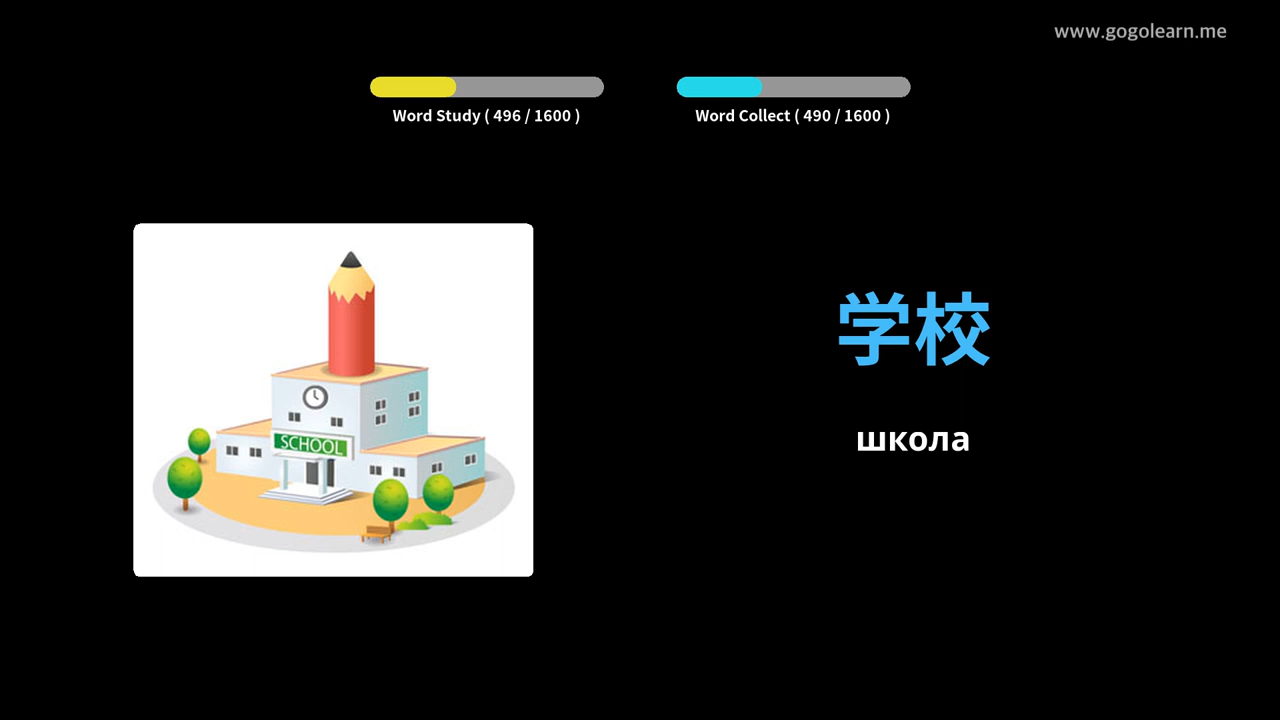 www.gogolearn.me
Word Study ( 496 / 1600 )
Word Collect ( 490 / 1600 )
SCHOOL
学校
школа